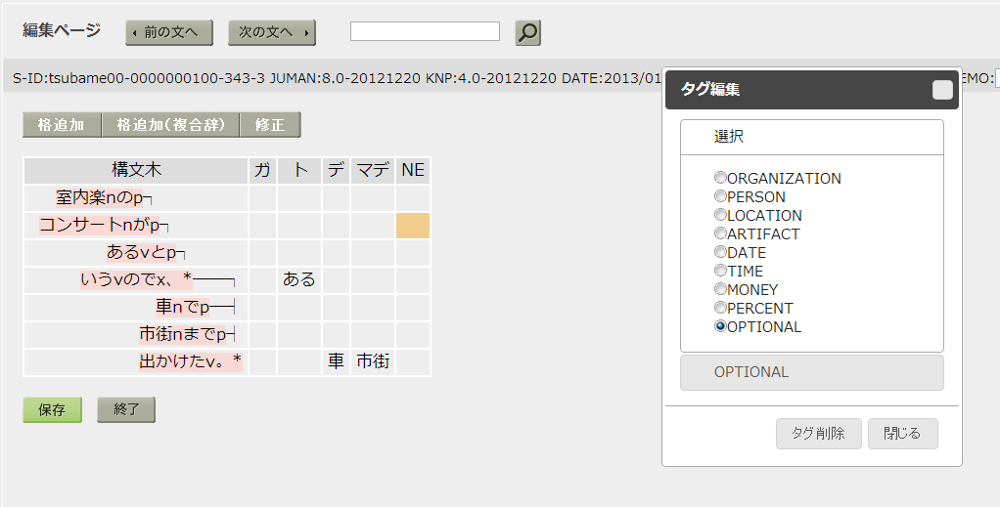 編集ページ 前の文へ 次の文へ
S-ID:tsubame00-0000000100-343-3 JUMAN:8.0-20121220 KNP:4.0-20121220 DATE:2013/01 EMO:
格追加 格追加(複合辞) 修正
構文木 ガ ト デ マデ NE
室内楽nのp┐
コンサートnがp┐
あるvとp┐
いうvのでx、*───┐ ある
車nでp─┤
市街nまでp┤
出かけたv。* 車 市街
保存 終了
タグ編集
選択
ORGANIZATION
PERSON
LOCATION
ARTIFACT
DATE
TIME
MONEY
PERCENT
OPTIONAL
OPTIONAL
タグ削除 閉じる